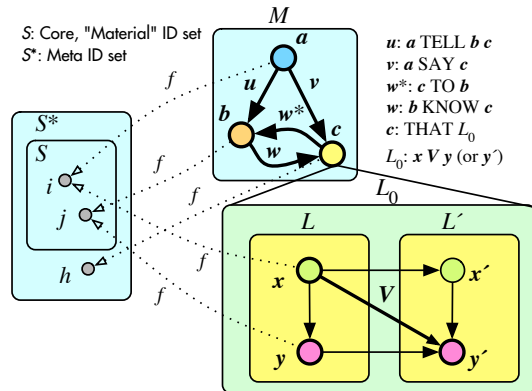 S: Core, "Material" ID set
S*: Meta ID set
M
a
u: a TELL b c
v: a SAY c
w*: c TO b
w: b KNOW c
c: THAT L₀
L₀: x V y (or y´)
f
u
v
b
w*
c
w
S*
S
i
j
h
f
f
f
f
L₀
L
L´
x
x´
V
y
y´